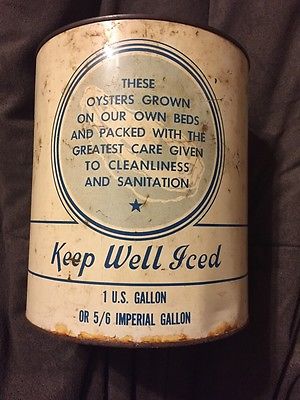 THESE
OYSTERS GROWN
ON OUR OWN BEDS
AND PACKED WITH THE
GREATEST CARE GIVEN
TO CLEANLINESS
AND SANITATION
Keep Well Iced
1 U.S. GALLON
OR 5/6 IMPERIAL GALLON